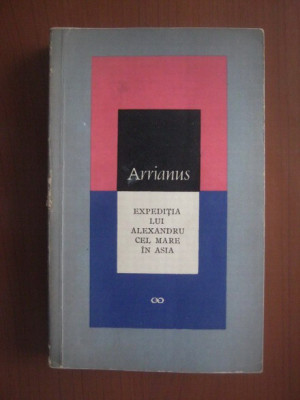 Arrianus
EXPEDIȚIA
LUI
ALEXANDRU
CEL MARE
ÎN ASIA